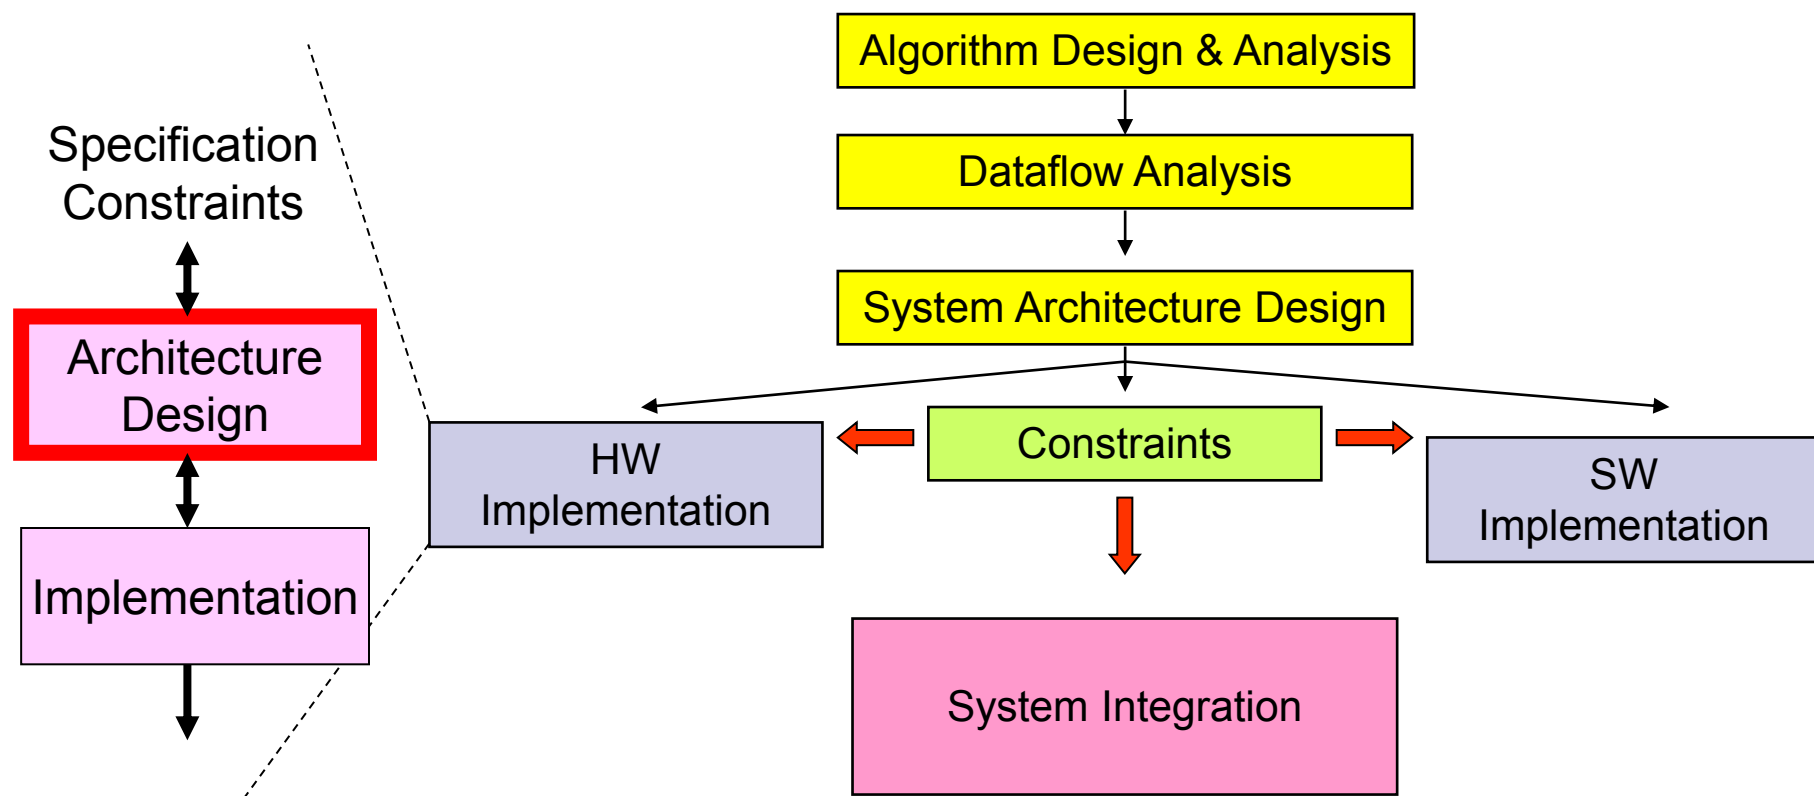 Algorithm Design & Analysis
Dataflow Analysis
System Architecture Design
Specification
Constraints
Architecture
Design
Implementation
HW
Implementation
Constraints
SW
Implementation
System Integration